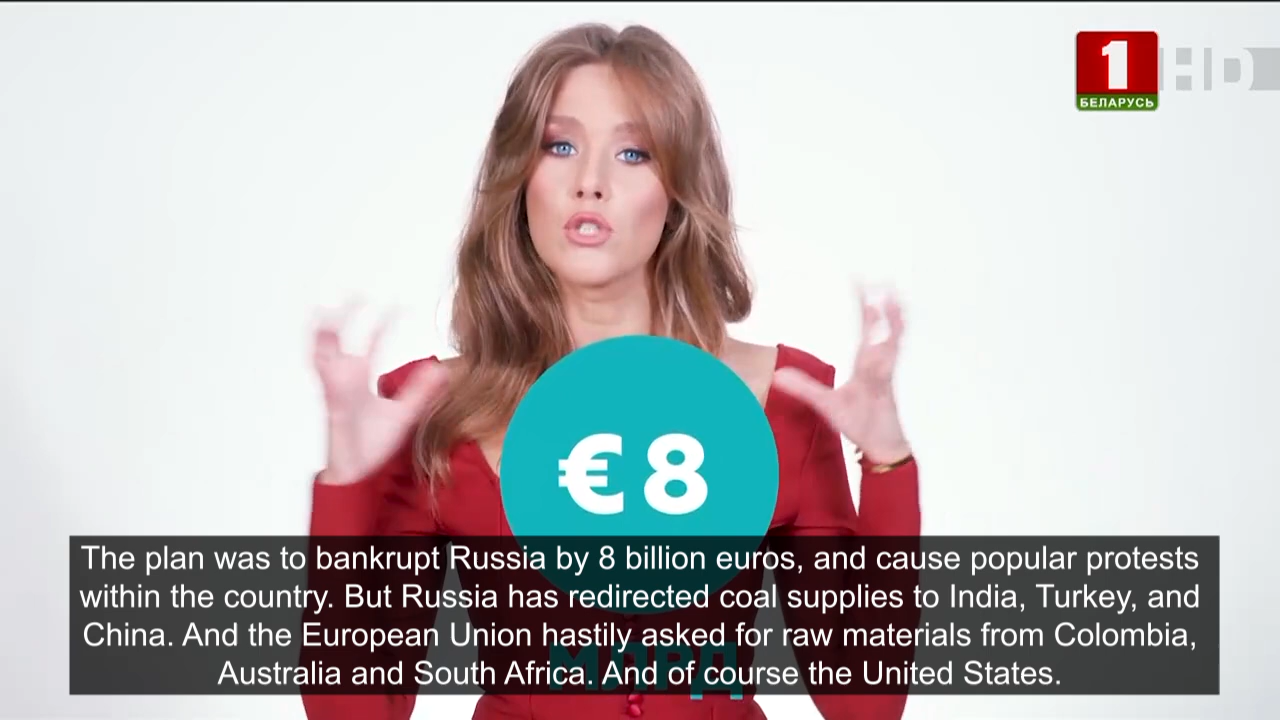 1 HD
БЕЛАРУСЬ
€8
МЛРД
The plan was to bankrupt Russia by 8 billion euros, and cause popular protests
within the country. But Russia has redirected coal supplies to India, Turkey, and
China. And the European Union hastily asked for raw materials from Colombia,
Australia and South Africa. And of course the United States.